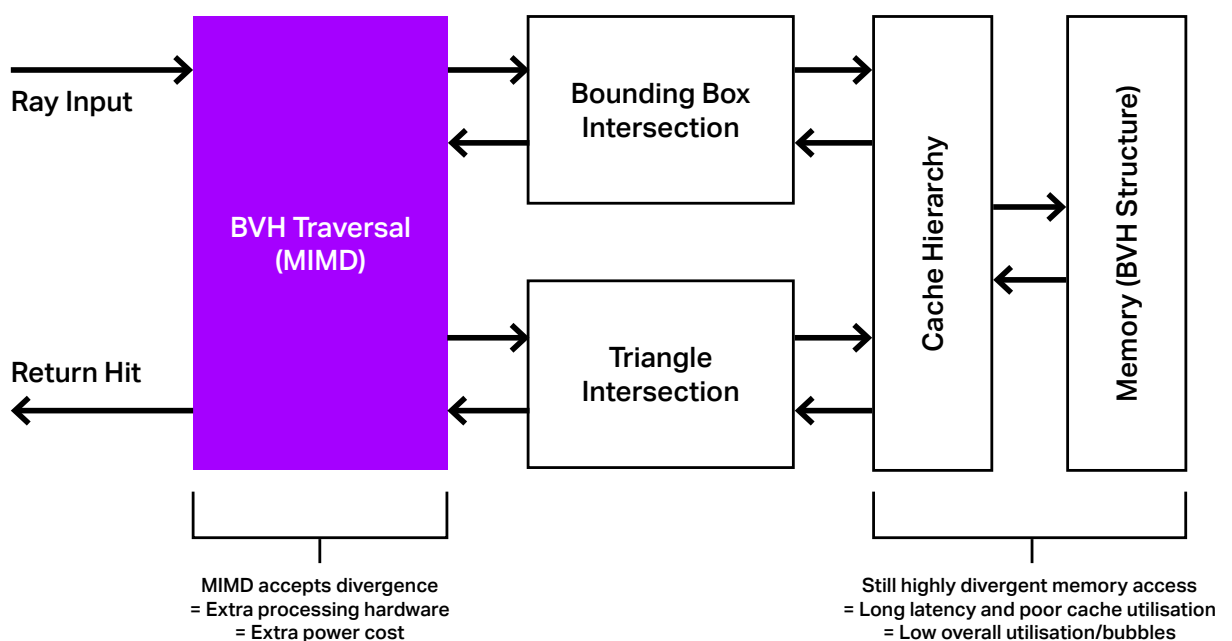 Ray Input
Return Hit
BVH Traversal
(MIMD)
Bounding Box
Intersection
Triangle
Intersection
Cache Hierarchy
Memory (BVH Structure)
MIMD accepts divergence
= Extra processing hardware
= Extra power cost
Still highly divergent memory access
= Long latency and poor cache utilisation
= Low overall utilisation/bubbles